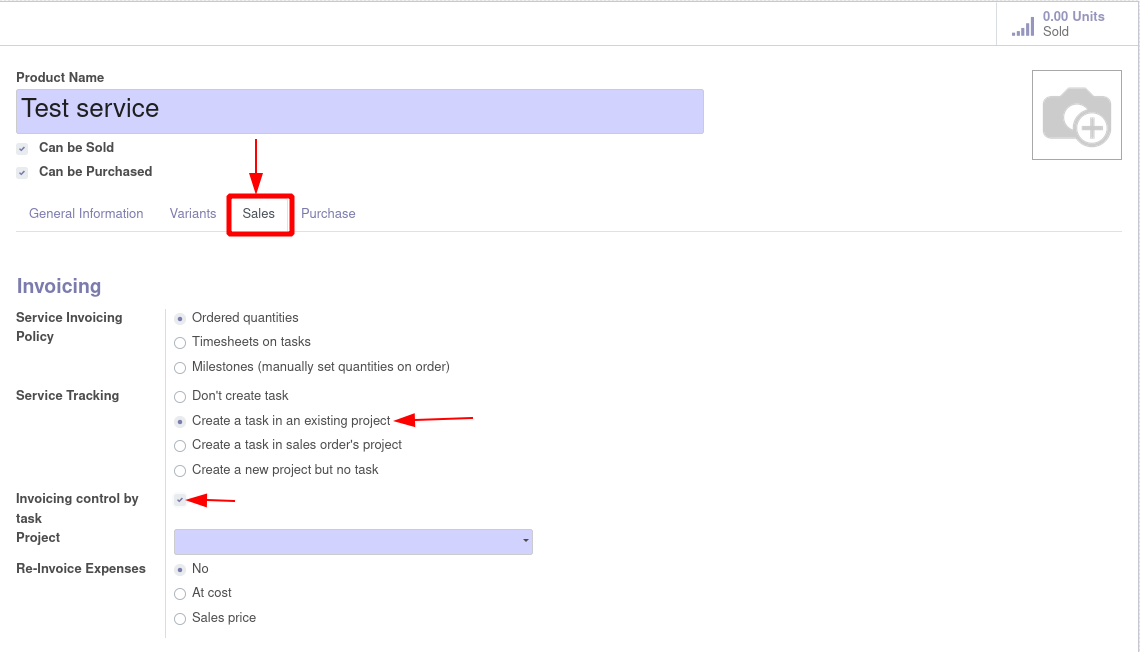 0.00 Units
Sold
Product Name
Test service
Can be Sold
Can be Purchased
General Information Variants Sales Purchase
Invoicing
Service Invoicing Policy
Ordered quantities
Timesheets on tasks
Milestones (manually set quantities on order)
Service Tracking
Don't create task
Create a task in an existing project
Create a task in sales order's project
Create a new project but no task
Invoicing control by
task
Project
Re-Invoice Expenses
No
At cost
Sales price